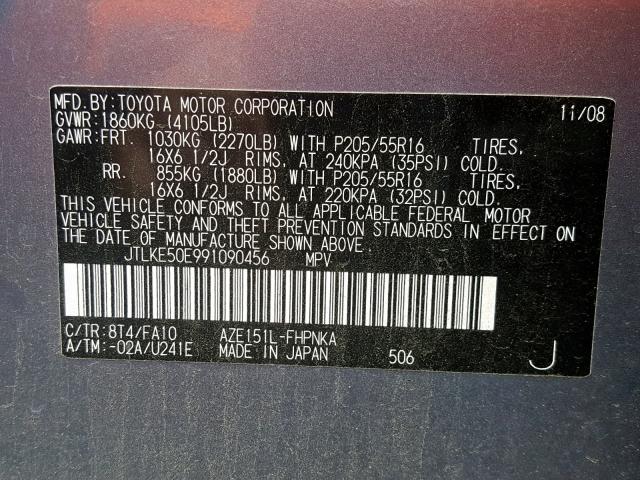 MFD. BY: TOYOTA MOTOR CORPORATION 11/08
GVWR: 1860KG (4105LB)
GAWR: FRT. 1030KG (2270LB) WITH P205/55R16 TIRES,
16X6 1/2J RIMS, AT 240KPA (35PSI) COLD.
RR. 855KG (1880LB) WITH P205/55R16 TIRES,
16X6 1/2J RIMS, AT 220KPA (32PSI) COLD.
THIS VEHICLE CONFORMS TO ALL APPLICABLE FEDERAL MOTOR
VEHICLE SAFETY AND THEFT PREVENTION STANDARDS IN EFFECT ON
THE DATE OF MANUFACTURE SHOWN ABOVE.
JTLKE50E991090456 MPV
C/TR: 8T4/FA10 AZE151L-FHPNKA
A/TM: -02A/U241E MADE IN JAPAN 506 J